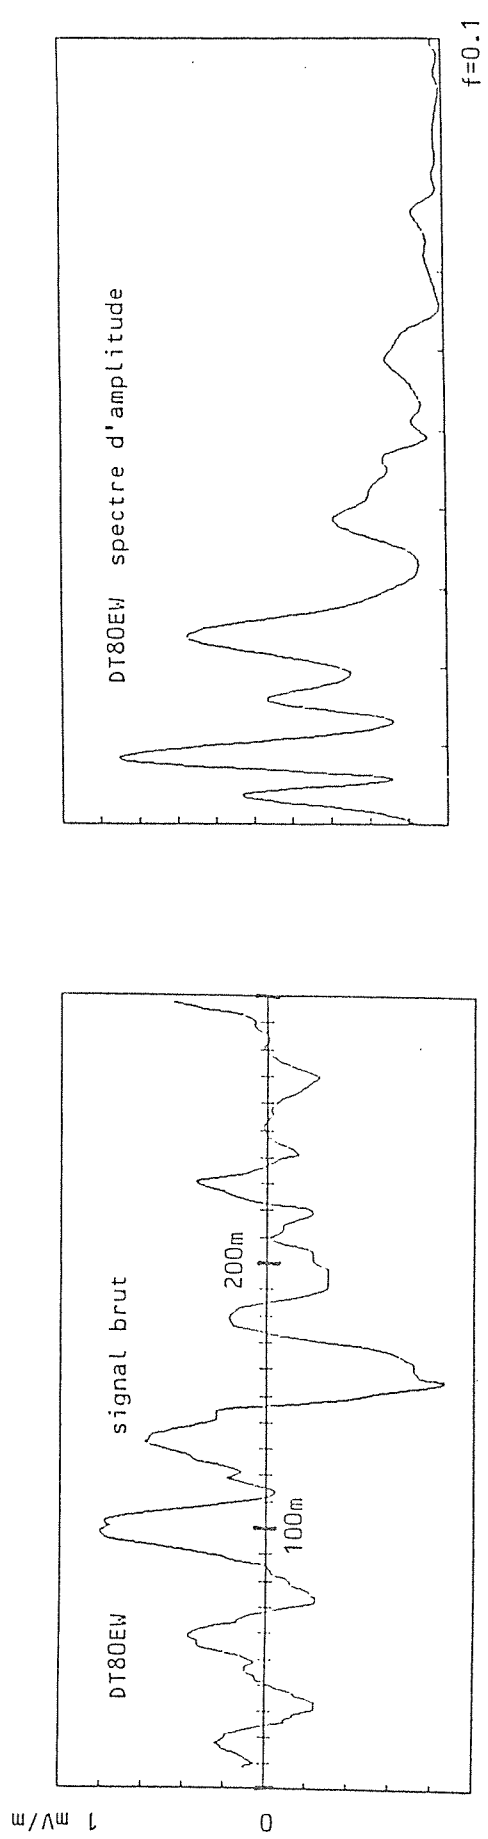 mV/m
1
0
DT80EW
signal brut
100m
200m
DT80EW spectre d'amplitude
f=0.1